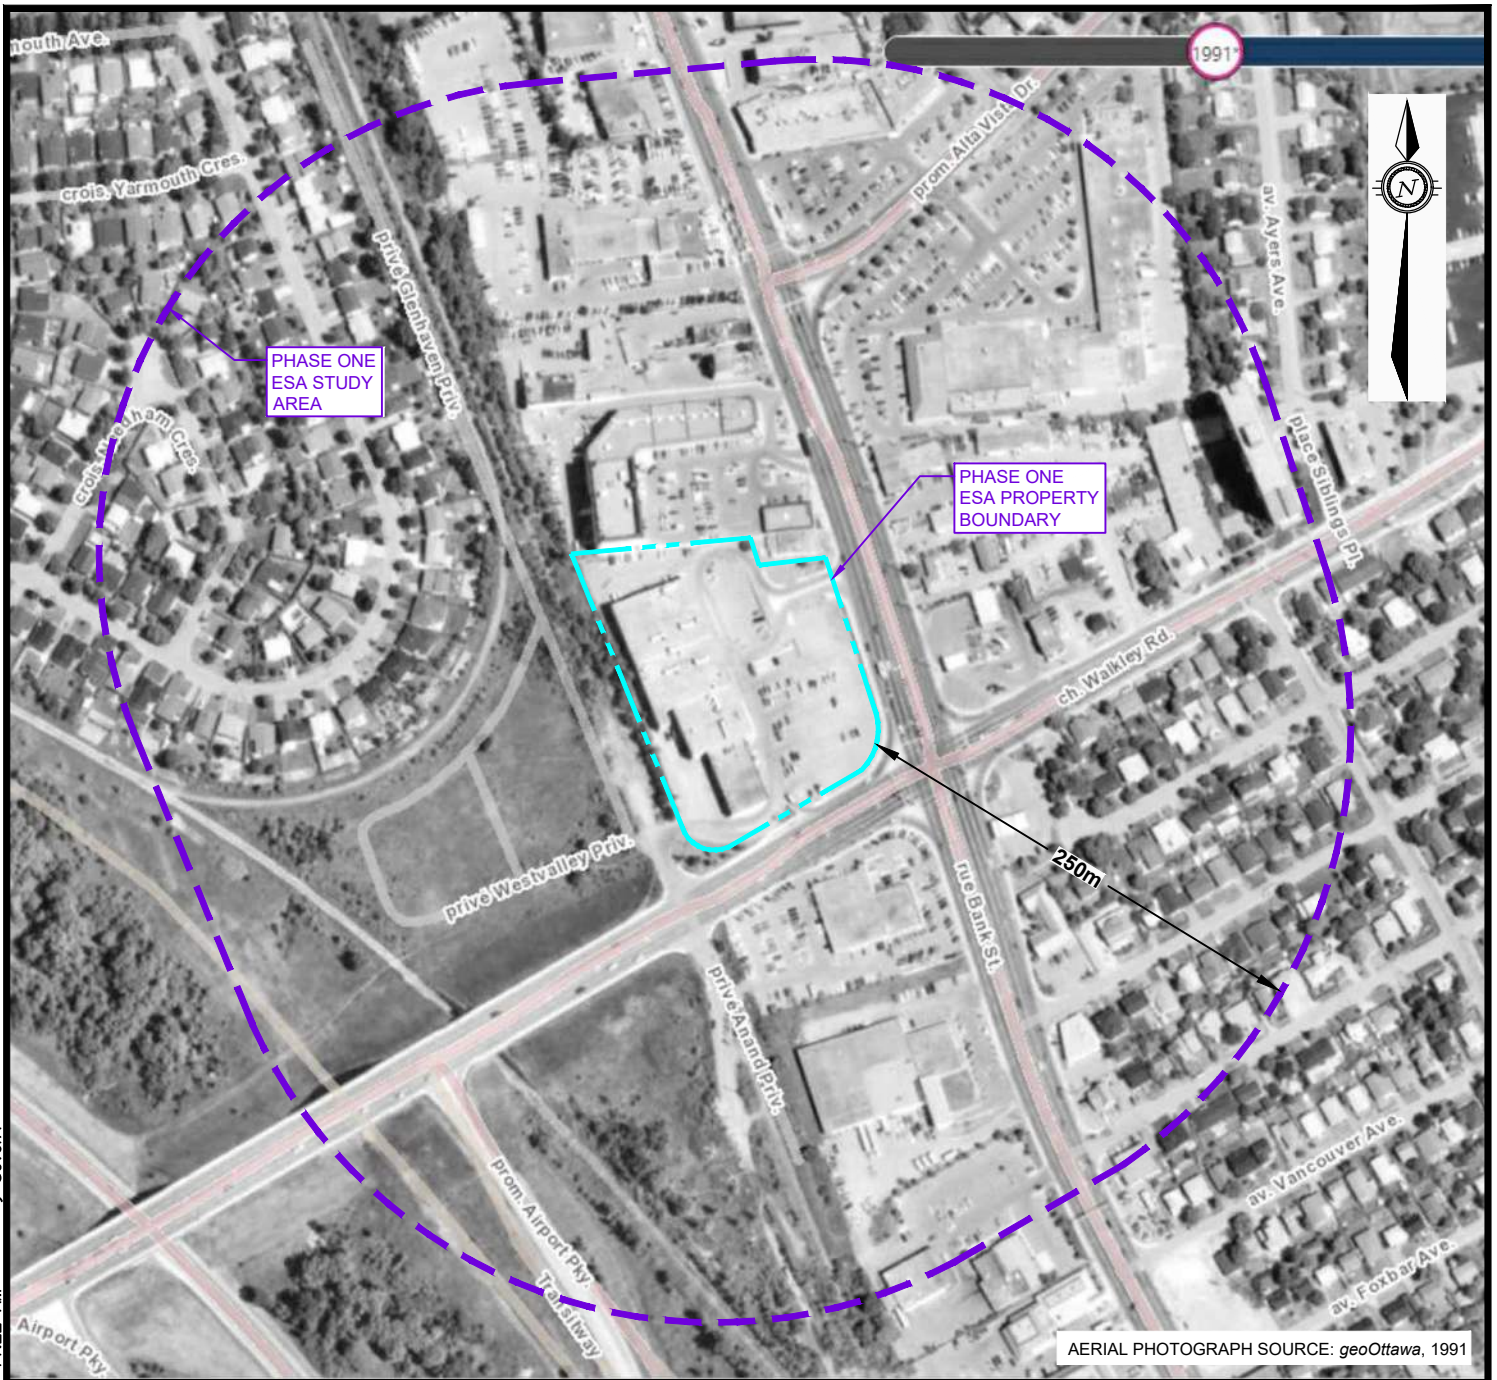 mouth Ave.
1991*
prom. Alta Vista Dr.
crois. Yarmouth Cres.
N
av. Ayers Ave.
privé Glenhaven Priv.
PHASE ONE
ESA STUDY
AREA
place Siblings Pl.
PHASE ONE
ESA PROPERTY
BOUNDARY
ch. Walkley Rd.
250m
privé Westvalley Priv.
rue Bank St.
privé Anand Priv.
av. Vancouver Ave.
prom. Airport Pky.
Transitway
av. Foxbar Ave.
Airport Pky.
AERIAL PHOTOGRAPH SOURCE: geoOttawa, 1991